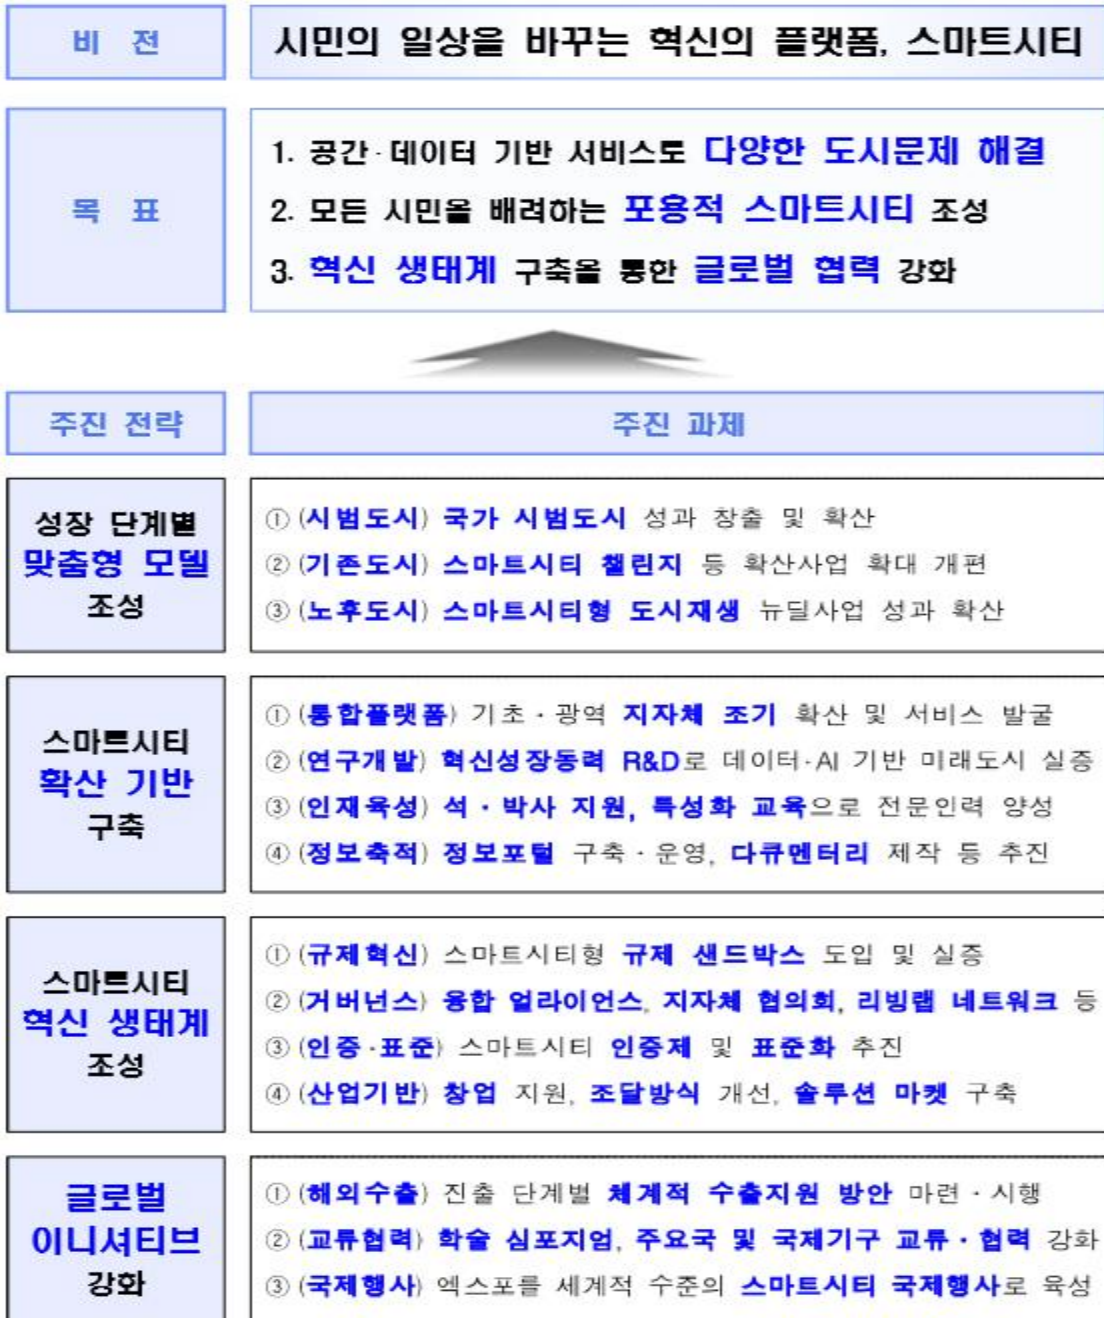 비 전
시민의 일상을 바꾸는 혁신의 플랫폼, 스마트시티
목 표
1. 공간·데이터 기반 서비스로 다양한 도시문제 해결
2. 모든 시민을 배려하는 포용적 스마트시티 조성
3. 혁신 생태계 구축을 통한 글로벌 협력 강화
추진 전략
추진 과제
성장 단계별
맞춤형 모델
조성
① (시범도시) 국가 시범도시 성과 창출 및 확산
② (기존도시) 스마트시티 챌린지 등 확산사업 확대 개편
③ (노후도시) 스마트시티형 도시재생 뉴딜사업 성과 확산
스마트시티
확산 기반
구축
① (통합플랫폼) 기초·광역 지자체 조기 확산 및 서비스 발굴
② (연구개발) 혁신성장동력 R&D로 데이터·AI 기반 미래도시 실증
③ (인재육성) 석·박사 지원, 특성화 교육으로 전문인력 양성
④ (정보축적) 정보포털 구축·운영, 다큐멘터리 제작 등 추진
스마트시티
혁신 생태계
조성
① (규제혁신) 스마트시티형 규제 샌드박스 도입 및 실증
② (거버넌스) 융합 얼라이언스, 지자체 협의회, 리빙랩 네트워크 등
③ (인증·표준) 스마트시티 인증제 및 표준화 추진
④ (산업기반) 창업 지원, 조달방식 개선, 솔루션 마켓 구축
글로벌
이니셔티브
강화
① (해외수출) 진출 단계별 체계적 수출지원 방안 마련·시행
② (교류협력) 학술 심포지엄, 주요국 및 국제기구 교류·협력 강화
③ (국제행사) 엑스포를 세계적 수준의 스마트시티 국제행사로 육성